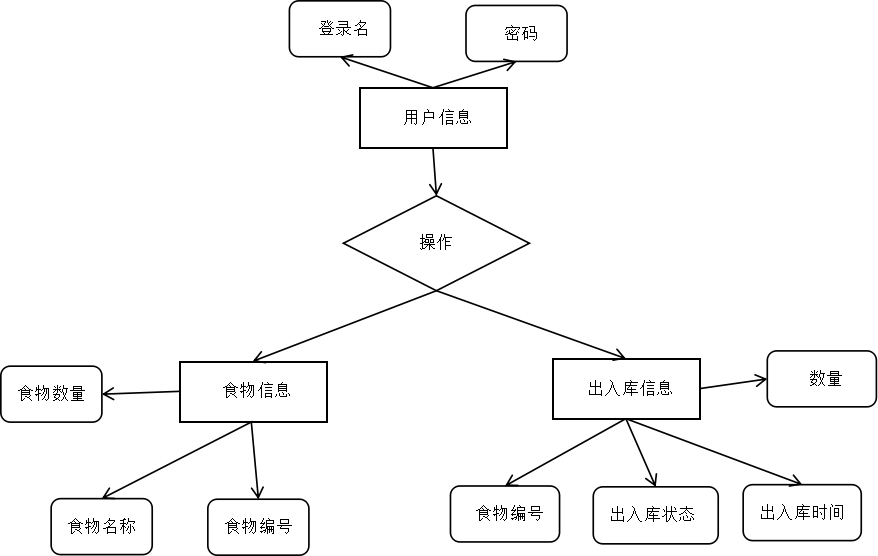 登录名
密码
用户信息
操作
食物数量
食物信息
出入库信息
数量
食物名称
食物编号
食物编号
出入库状态
出入库时间